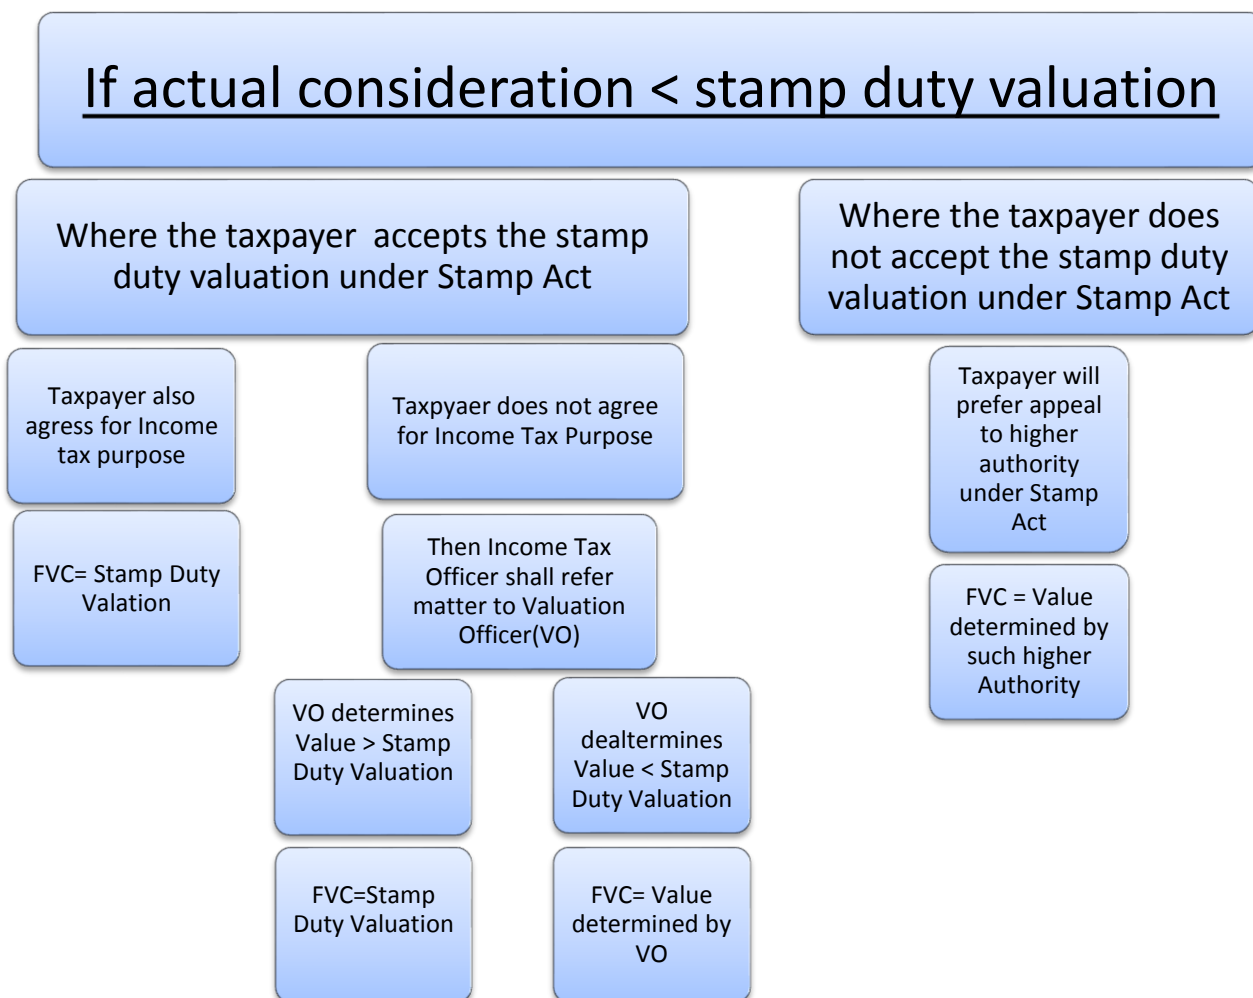 If actual consideration < stamp duty valuation
Where the taxpayer accepts the stamp
duty valuation under Stamp Act
Where the taxpayer does
not accept the stamp duty
valuation under Stamp Act
Taxpayer also
agress for Income
tax purpose
Taxpyaer does not agree
for Income Tax Purpose
Taxpayer will
prefer appeal
to higher
authority
under Stamp
Act
FVC= Stamp Duty
Valation
Then Income Tax
Officer shall refer
matter to Valuation
Officer(VO)
FVC = Value
determined by
such higher
Authority
VO determines
Value > Stamp
Duty Valuation
VO
dealtermines
Value < Stamp
Duty Valuation
FVC=Stamp
Duty Valuation
FVC= Value
determined by
VO